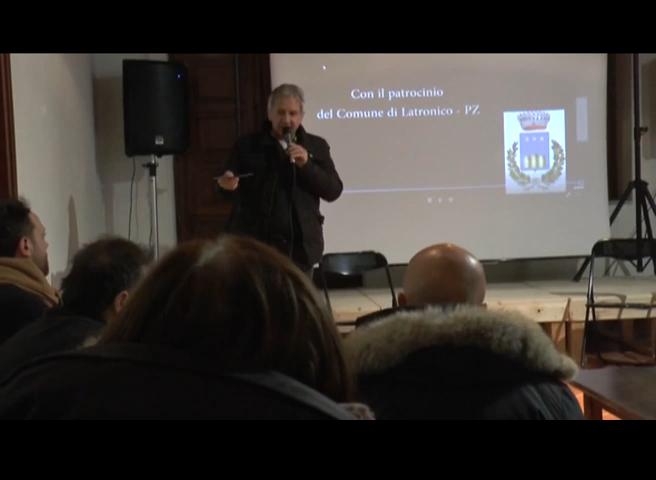 Con il patrocinio
del Comune di Latronico - PZ